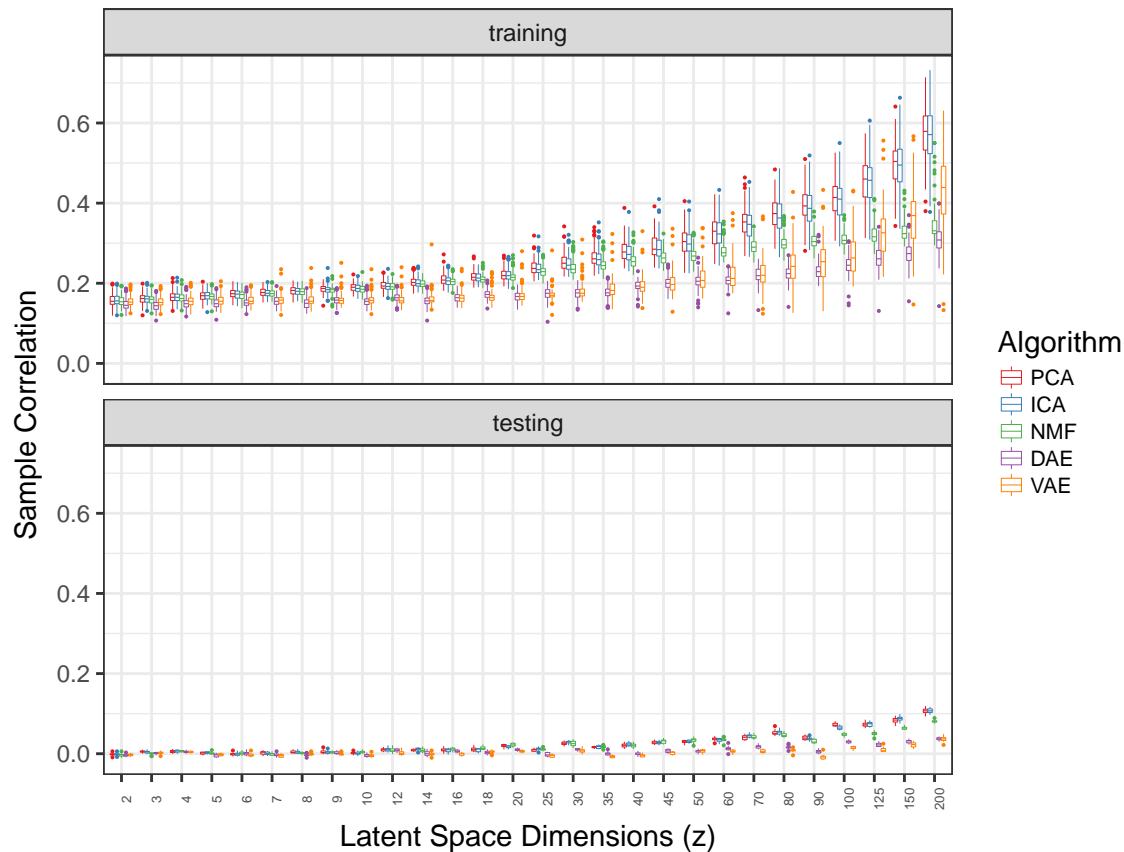 training
0.6
0.4
0.2
0.0
testing
0.6
0.4
0.2
0.0
Sample Correlation
2 3 4 5 6 7 8 9 10 12 14 16 18 20 25 30 35 40 45 50 60 70 80 90 100 125 150 200
Latent Space Dimensions (z)
Algorithm
PCA
ICA
NMF
DAE
VAE